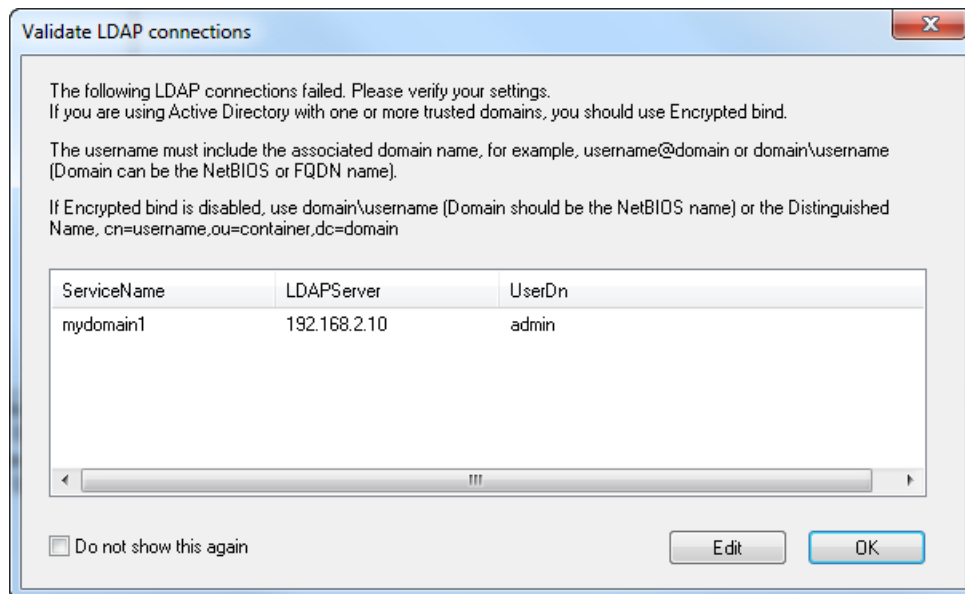 Validate LDAP connections
The following LDAP connections failed. Please verify your settings.
If you are using Active Directory with one or more trusted domains, you should use Encrypted bind.
The username must include the associated domain name, for example, username@domain or domain\username
(Domain can be the NetBIOS or FQDN name).
If Encrypted bind is disabled, use domain\username (Domain should be the NetBIOS name) or the Distinguished
Name, cn=username,ou=container,dc=domain
ServiceName LDAPServer UserDn
mydomain1 192.168.2.10 admin
Do not show this again Edit OK